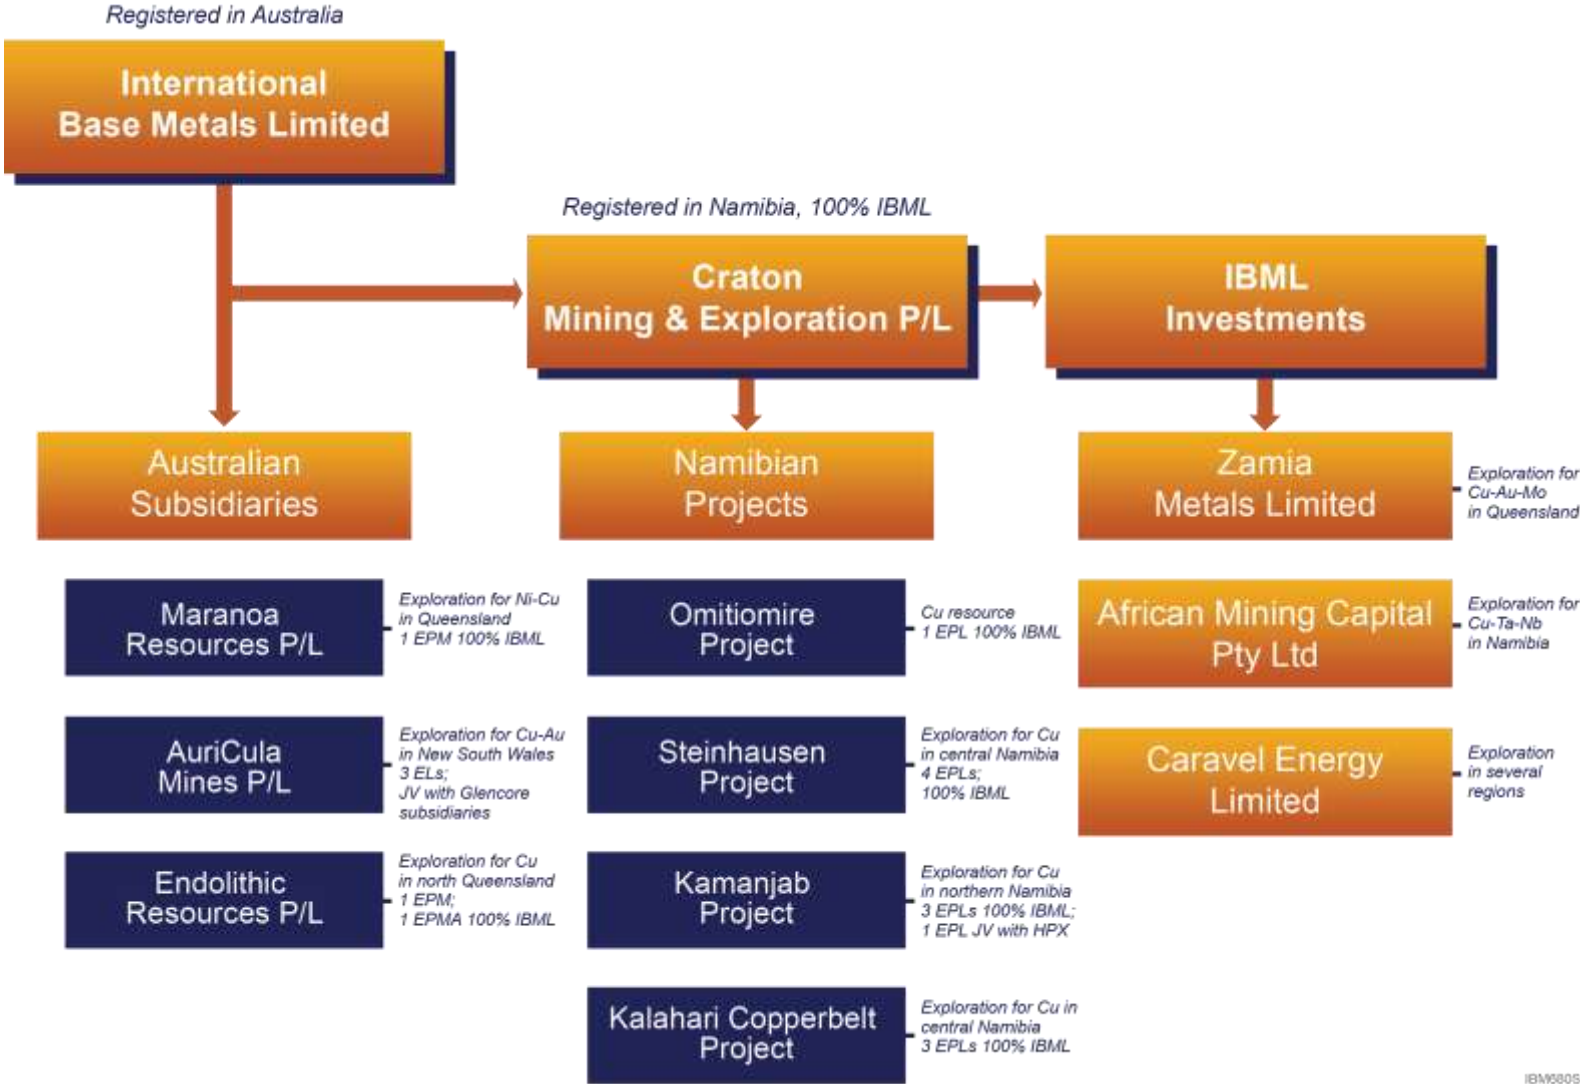 Registered in Australia
International
Base Metals Limited
Registered in Namibia, 100% IBML
Craton
Mining & Exploration P/L
IBML
Investments
Australian
Subsidiaries
Maranoa
Resources P/L
Exploration for Ni-Cu
in Queensland
1 EPM 100% IBML
AuriCula
Mines P/L
Exploration for Cu-Au
in New South Wales
3 ELs;
JV with Glencore
subsidiaries
Endolithic
Resources P/L
Exploration for Cu
in north Queensland
1 EPM;
1 EPMA 100% IBML
Namibian
Projects
Omitiomire
Project
Cu resource
1 EPL 100% IBML
Steinhausen
Project
Exploration for Cu
in central Namibia
4 EPLs;
100% IBML
Kamanjab
Project
Exploration for Cu
in northern Namibia
3 EPLs 100% IBML;
1 EPL JV with HPX
Kalahari Copperbelt
Project
Exploration for Cu in
central Namibia
3 EPLs 100% IBML
Zamia
Metals Limited
Exploration for
Cu-Au-Mo
in Queensland
African Mining Capital
Pty Ltd
Exploration for
Cu-Ta-Nb
in Namibia
Caravel Energy
Limited
Exploration
in several
regions
IBM680S